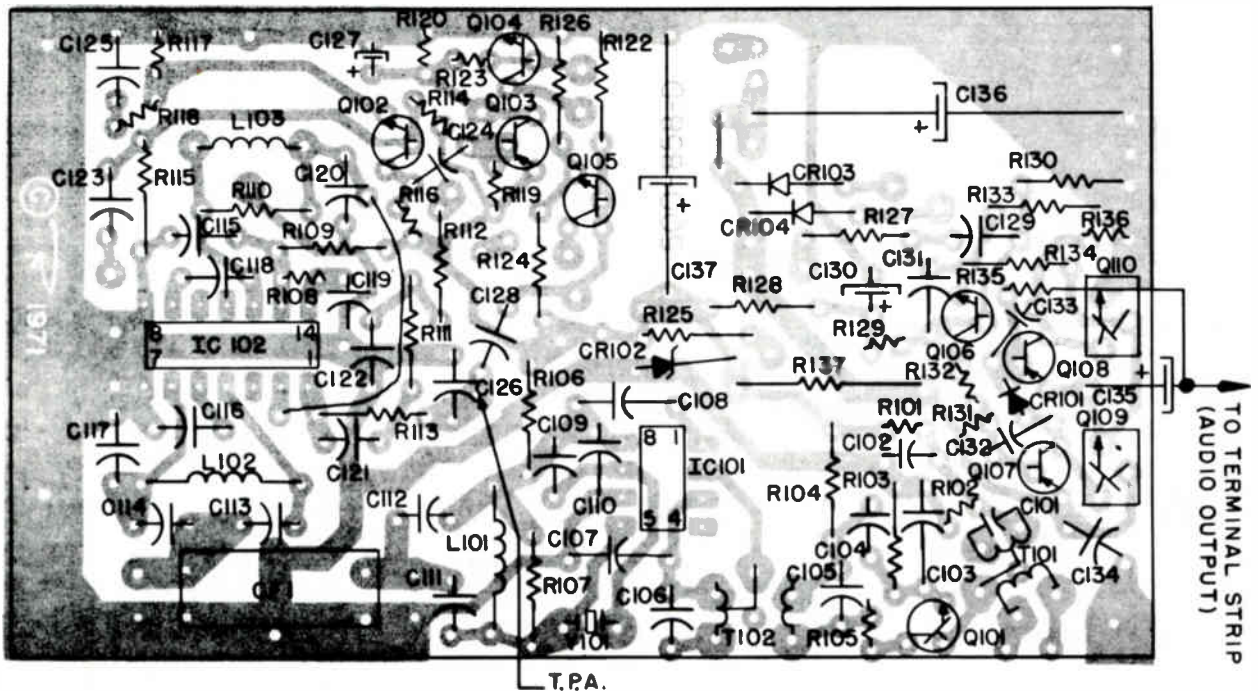 R120 Q104 R126
C125 R117 C127 R122
R123
C136
R118 Q102 R114 Q103
L103 C124
Q105
C123 R115 C120 CR103 R130
R110 R116 R119 R133
C115 R109 R112 CR104 R127 C129 R136
C118 R124 C137 C130 C131 R134
R108 C119 C128 R128 R135 C133 Q110
1971
R111 R125 R129
8 14
IC 102
7 1
CR102 Q106 Q108
C122 R106 R137 R132 C135
C126 C108 CR101
R101 R131 Q109
C116 R113 C109 C102 C132
C117 8 1
IC101
C121 Q107
L102 R104 R103 R102
C112 C110 5 4 C101
C114 C113
L101 C107 C104 T101
C111 R107 C106 C105 C103 C134
Y101 T102 R105 Q101
T.P.A.
TO TERMINAL STRIP
(AUDIO OUTPUT)